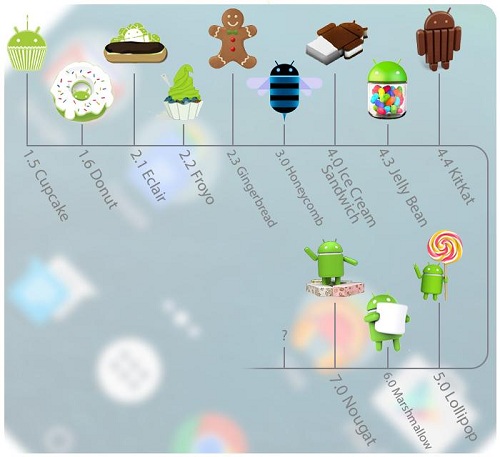 1.5 Cupcake
1.6 Donut
2.1 Eclair
2.2 Froyo
2.3 Gingerbread
3.0 Honeycomb
4.0 Ice Cream
Sandwich
4.3 Jelly Bean
4.4 KitKat
5.0 Lollipop
6.0 Marshmallow
7.0 Nougat
?